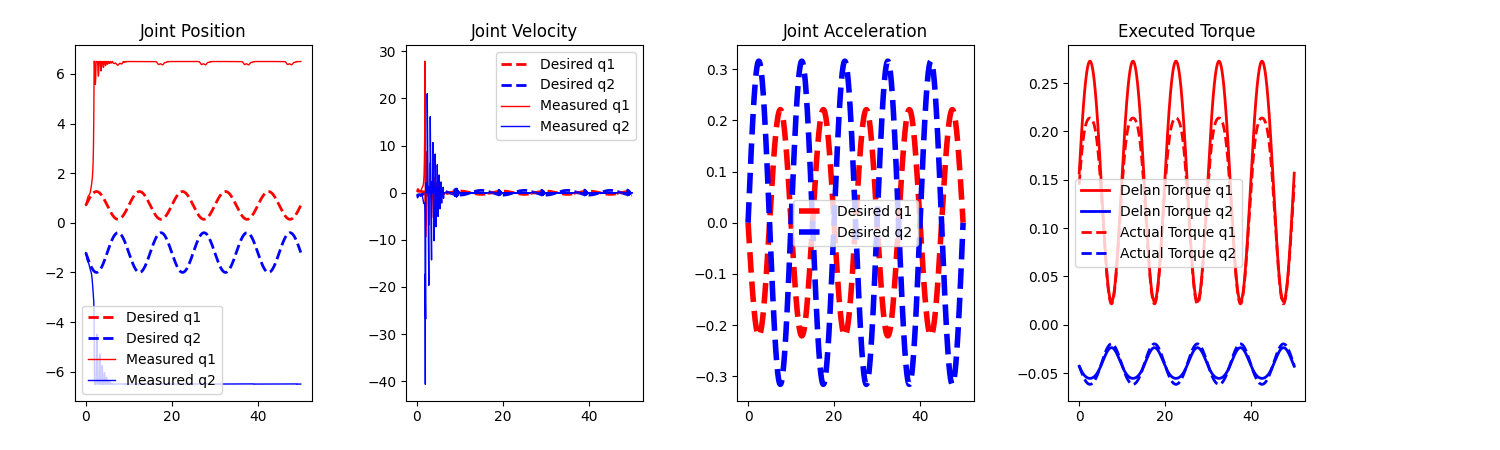 Joint Position
6
4
2
0
−2
−4
−6
0
20
40
Desired q1
Desired q2
Measured q1
Measured q2
Joint Velocity
30
20
10
0
−10
−20
−30
−40
0
20
40
Desired q1
Desired q2
Measured q1
Measured q2
Joint Acceleration
0.3
0.2
0.1
0.0
−0.1
−0.2
−0.3
0
20
40
Desired q1
Desired q2
Executed Torque
0.25
0.20
0.15
0.10
0.05
0.00
−0.05
0
20
40
Delan Torque q1
Delan Torque q2
Actual Torque q1
Actual Torque q2